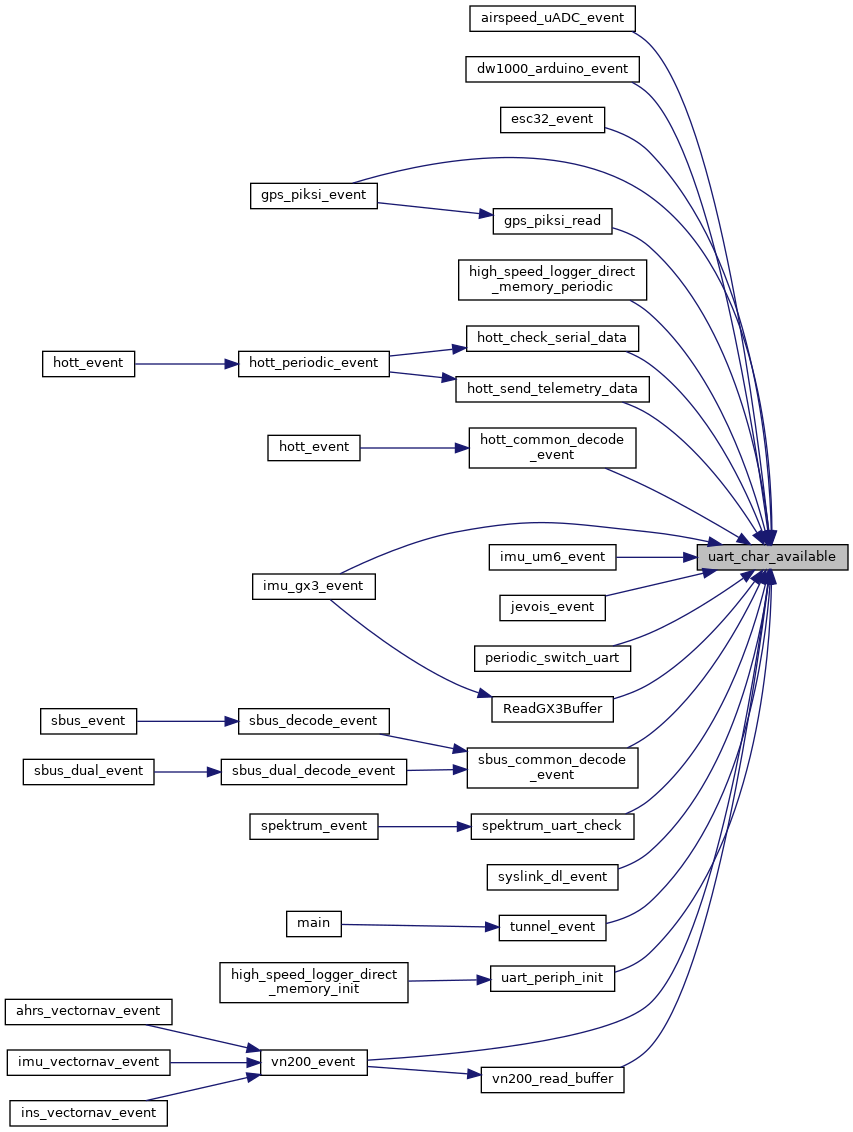 airspeed_uADC_event
dw1000_arduino_event
esc32_event
gps_piksi_event
gps_piksi_read
high_speed_logger_direct
_memory_periodic
hott_check_serial_data
hott_event
hott_periodic_event
hott_send_telemetry_data
hott_common_decode
_event
hott_event
uart_char_available
imu_um6_event
imu_gx3_event
jevois_event
periodic_switch_uart
ReadGX3Buffer
sbus_event
sbus_decode_event
sbus_common_decode
_event
sbus_dual_event
sbus_dual_decode_event
spektrum_event
spektrum_uart_check
syslink_dl_event
main
tunnel_event
high_speed_logger_direct
_memory_init
uart_periph_init
ahrs_vectornav_event
imu_vectornav_event
vn200_event
vn200_read_buffer
ins_vectornav_event